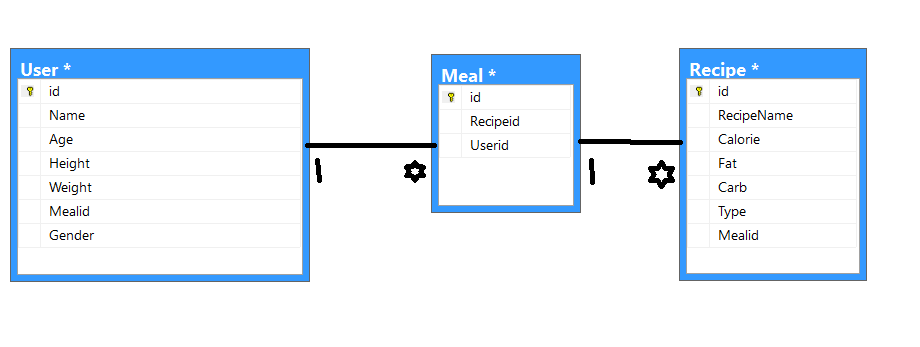 User *
id
Name
Age
Height
Weight
Mealid
Gender
Meal *
id
Recipeid
Userid
Recipe *
id
RecipeName
Calorie
Fat
Carb
Type
Mealid
1
1